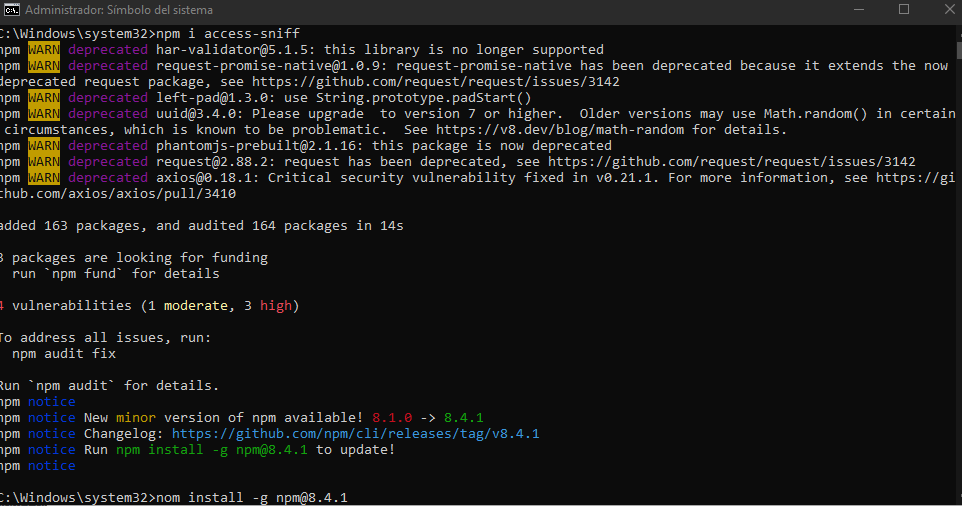 Administrador: Símbolo del sistema
C:\Windows\system32>npm i access-sniff
npm WARN deprecated har-validator@5.1.5: this library is no longer supported
npm WARN deprecated request-promise-native@1.0.9: request-promise-native has been deprecated because it extends the now
deprecated request package, see https://github.com/request/request/issues/3142
npm WARN deprecated left-pad@1.3.0: use String.prototype.padStart()
npm WARN deprecated uuid@3.4.0: Please upgrade  to version 7 or higher.  Older versions may use Math.random() in certain
 circumstances, which is known to be problematic.  See https://v8.dev/blog/math-random for details.
npm WARN deprecated phantomjs-prebuilt@2.1.16: this package is now deprecated
npm WARN deprecated request@2.88.2: request has been deprecated, see https://github.com/request/request/issues/3142
npm WARN deprecated axios@0.18.1: Critical security vulnerability fixed in v0.21.1. For more information, see https://gi
thub.com/axios/axios/pull/3410
added 163 packages, and audited 164 packages in 14s
3 packages are looking for funding
  run `npm fund` for details
4 vulnerabilities (1 moderate, 3 high)
To address all issues, run:
  npm audit fix
Run `npm audit` for details.
npm notice
npm notice New minor version of npm available! 8.1.0 -> 8.4.1
npm notice Changelog: https://github.com/npm/cli/releases/tag/v8.4.1
npm notice Run npm install -g npm@8.4.1 to update!
npm notice
C:\Windows\system32>nom install -g npm@8.4.1